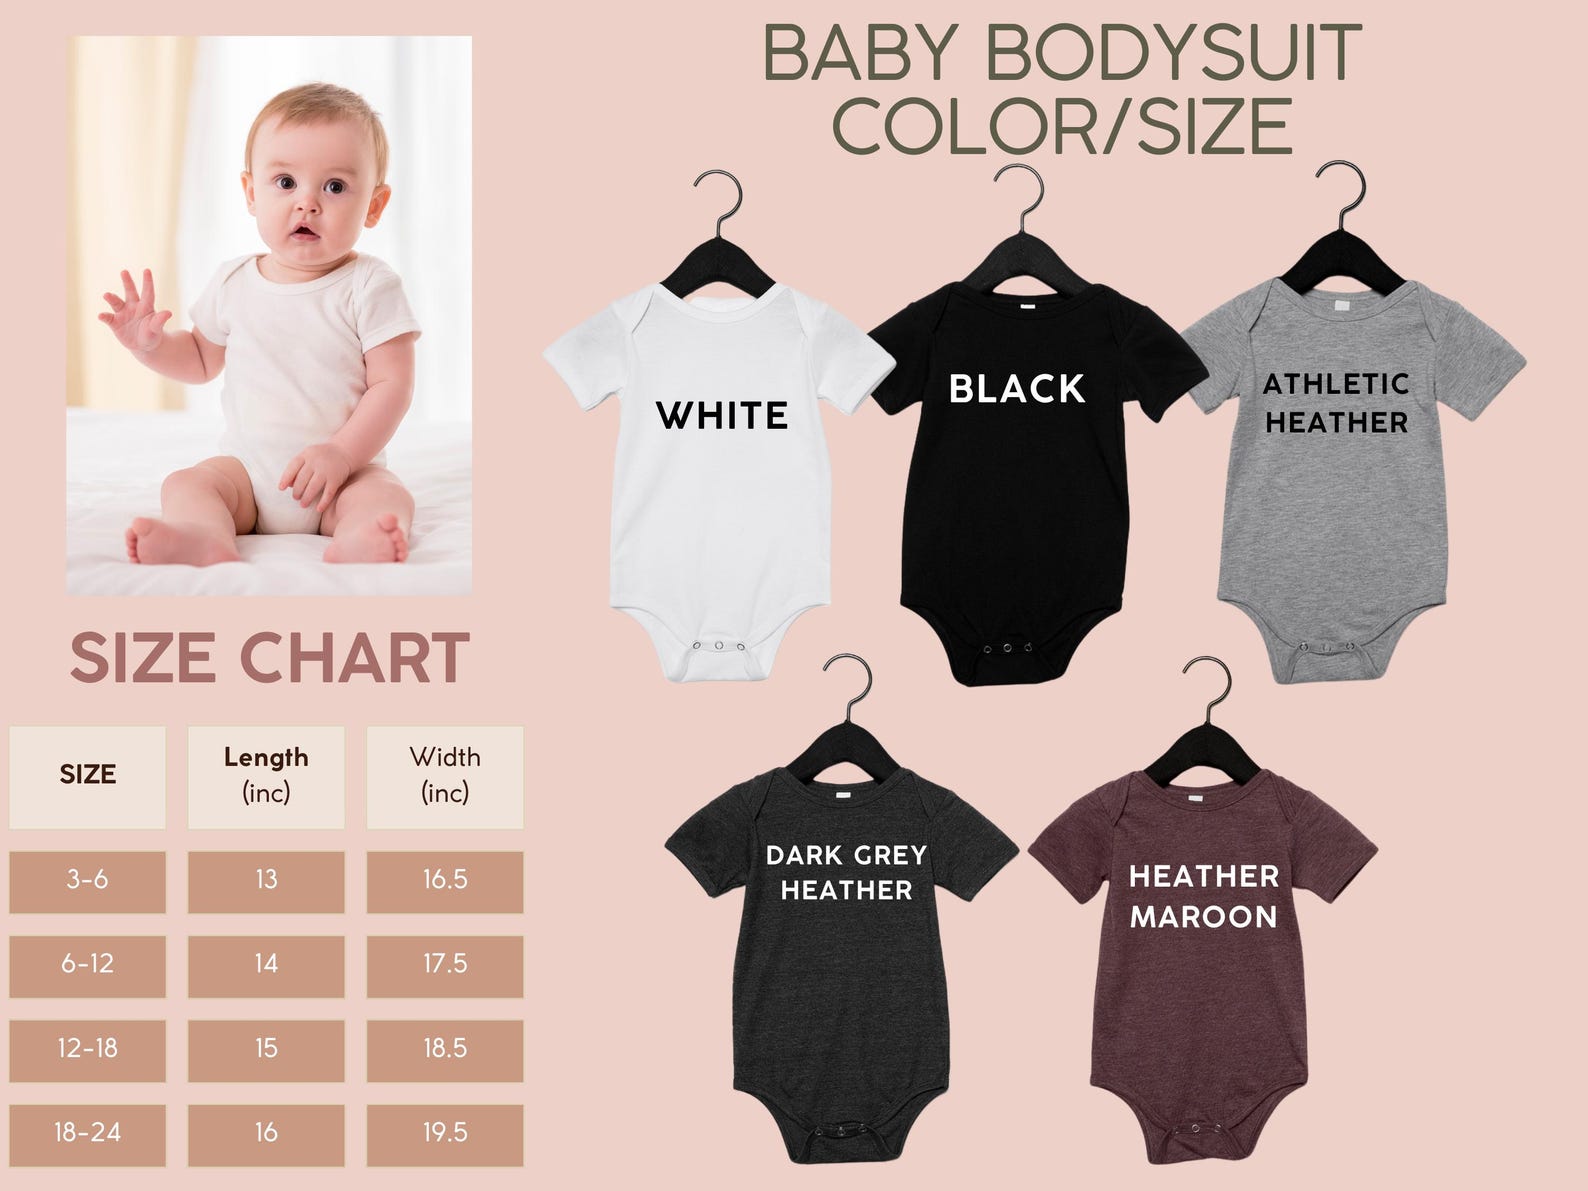 BABY BODYSUIT
COLOR/SIZE
WHITE
BLACK
ATHLETIC
HEATHER
DARK GREY
HEATHER
HEATHER
MAROON
SIZE CHART
SIZE Length (inc) Width (inc)
3-6 13 16.5
6-12 14 17.5
12-18 15 18.5
18-24 16 19.5